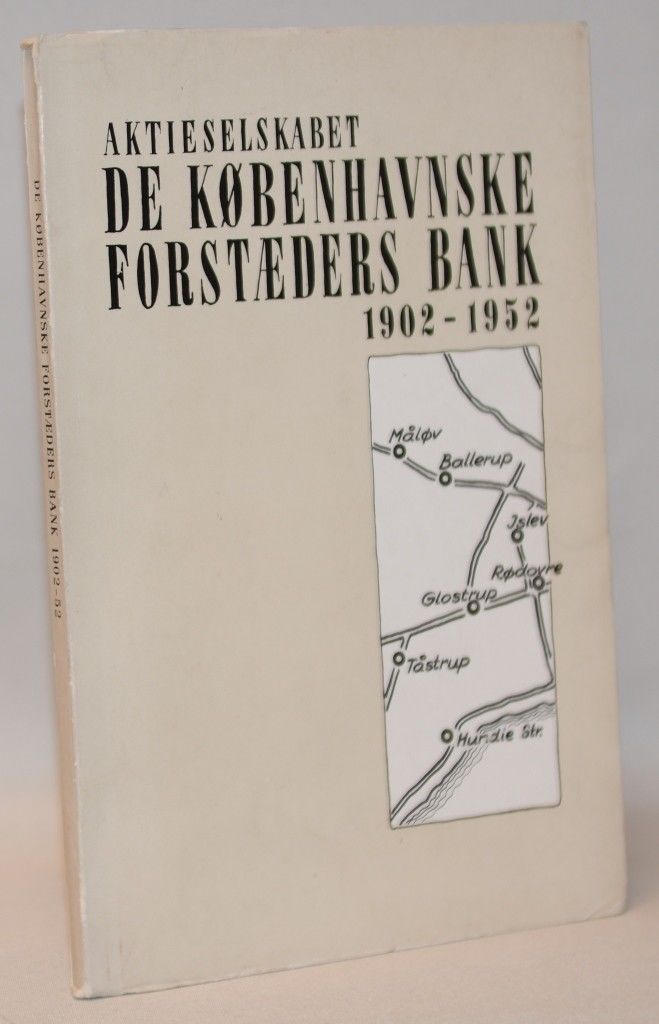 AKTIESELSKABET
DE KØBENHAVNSKE
FORSTÆDERS BANK
1902-1952
Måløv
Ballerup
Jslev
Rødovre
Glostrup
Tåstrup
Hundie Str.
DE KØBENHAVNSKE FORSTÆDERS BANK 1902-52